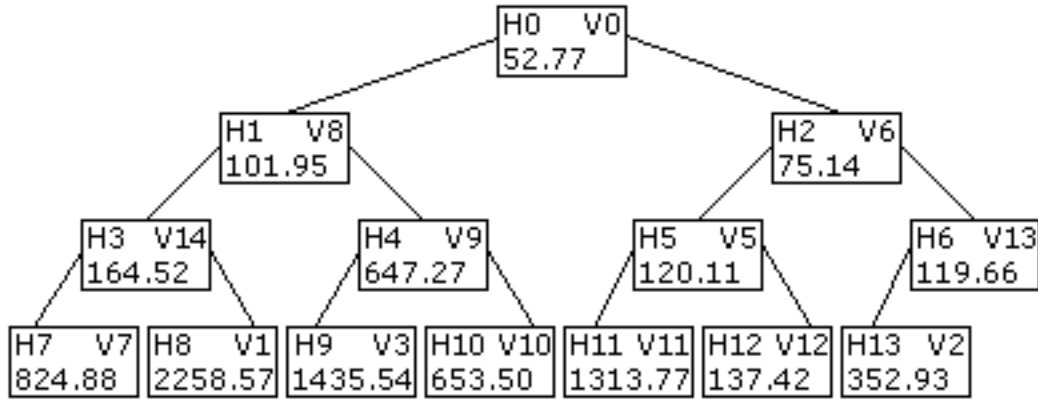 H0 V0
52.77
H1 V8
101.95
H2 V6
75.14
H3 V14
164.52
H4 V9
647.27
H5 V5
120.11
H6 V13
119.66
H7 V7
824.88
H8 V1
2258.57
H9 V3
1435.54
H10 V10
653.50
H11 V11
1313.77
H12 V12
137.42
H13 V2
352.93